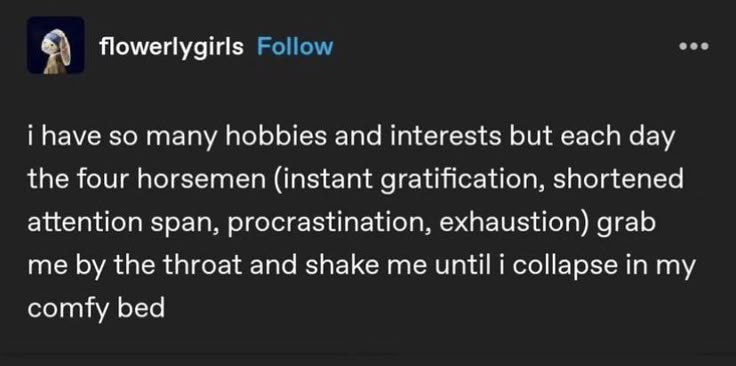 flowerlygirls Follow
i have so many hobbies and interests but each day
the four horsemen (instant gratification, shortened
attention span, procrastination, exhaustion) grab
me by the throat and shake me until i collapse in my
comfy bed